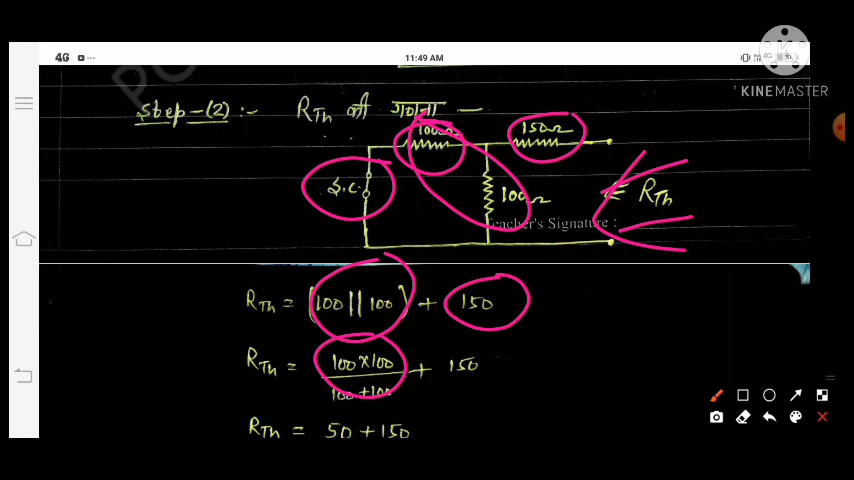 4G
11:49 AM
KINEMASTER
Step-(2) :- RTh की गणना —
100Ω 150Ω
S.C.
100Ω
RTh
Teacher's Signature :
RTh = (100 || 100) + 150
RTh = 100×100 / 100+100 + 150
RTh = 50 + 150